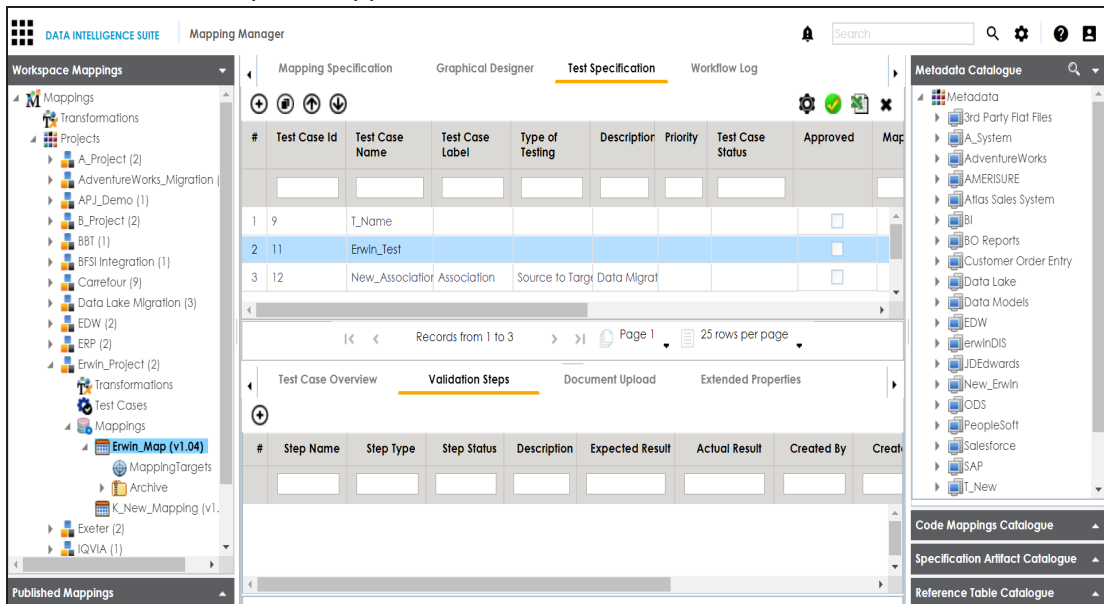 DATA INTELLIGENCE SUITE Mapping Manager Search
Workspace Mappings
Mappings
Transformations
Projects
A_Project (2)
AdventureWorks_Migration (
APJ_Demo (1)
B_Project (2)
BBT (1)
BFSI Integration (1)
Carrefour (9)
Data Lake Migration (3)
EDW (2)
ERP (2)
Erwin_Project (2)
Transformations
Test Cases
Mappings
Erwin_Map (v1.04)
MappingTargets
Archive
K_New_Mapping (v1.
Exeter (2)
IQVIA (1)
Published Mappings
Mapping Specification Graphical Designer Test Specification Workflow Log
# Test Case Id Test Case Name Test Case Label Type of Testing Description Priority Test Case Status Approved Map
1 9 T_Name
2 11 Erwin_Test
3 12 New_Association Association Source to Targe Data Migrat
Records from 1 to 3 Page 1 25 rows per page
Test Case Overview Validation Steps Document Upload Extended Properties
# Step Name Step Type Step Status Description Expected Result Actual Result Created By Create
Metadata Catalogue
Metadata
3rd Party Flat Files
A_System
AdventureWorks
AMERISURE
Atlas Sales System
BI
BO Reports
Customer Order Entry
Data Lake
Data Models
EDW
erwinDIS
JDEdwards
New_Erwin
ODS
PeopleSoft
Salesforce
SAP
T_New
Code Mappings Catalogue
Specification Artifact Catalogue
Reference Table Catalogue